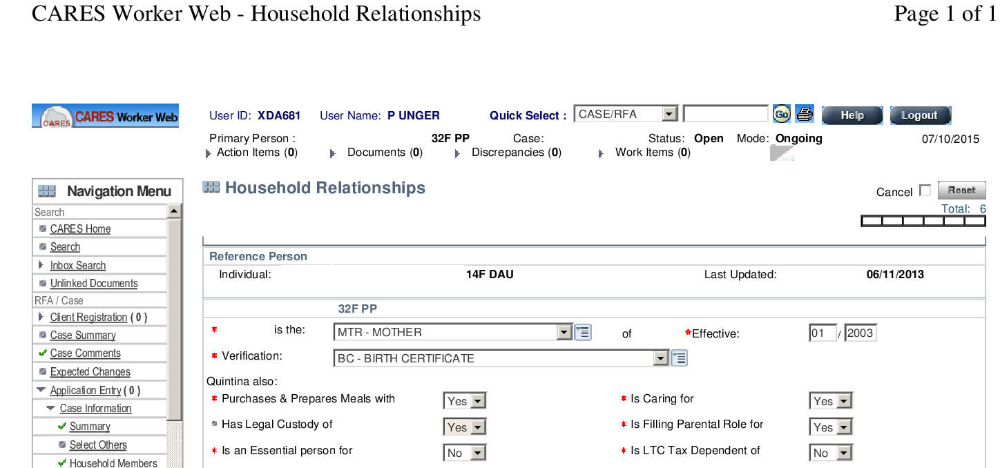 CARES Worker Web - Household Relationships Page 1 of 1
CARES CARES Worker Web User ID: XDA681 User Name: P UNGER Quick Select : CASE/RFA Go Help Logout
Primary Person : 32F PP Case: Status: Open Mode: Ongoing 07/10/2015
Action Items (0) Documents (0) Discrepancies (0) Work Items (0)
Navigation Menu Household Relationships Cancel Reset
Total: 6
Search
CARES Home
Search
Inbox Search
Unlinked Documents
RFA / Case
Client Registration ( 0 )
Case Summary
Case Comments
Expected Changes
Application Entry ( 0 )
Case Information
Summary
Select Others
Household Members
Reference Person
Individual: 14F DAU Last Updated: 06/11/2013
32F PP
* is the: MTR - MOTHER of *Effective: 01 / 2003
* Verification: BC - BIRTH CERTIFICATE
Quintina also:
* Purchases & Prepares Meals with Yes * Is Caring for Yes
Has Legal Custody of Yes * Is Filling Parental Role for Yes
* Is an Essential person for No * Is LTC Tax Dependent of No